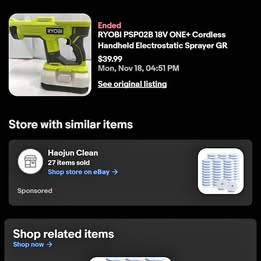 Ended
RYOBI PSP02B 18V ONE+ Cordless
Handheld Electrostatic Sprayer GR
$39.99
Mon, Nov 18, 04:51 PM
See original listing
Store with similar items
Haojun Clean
27 items sold
Shop store on eBay →
Sponsored
Shop related items
Shop now →
RYOBI